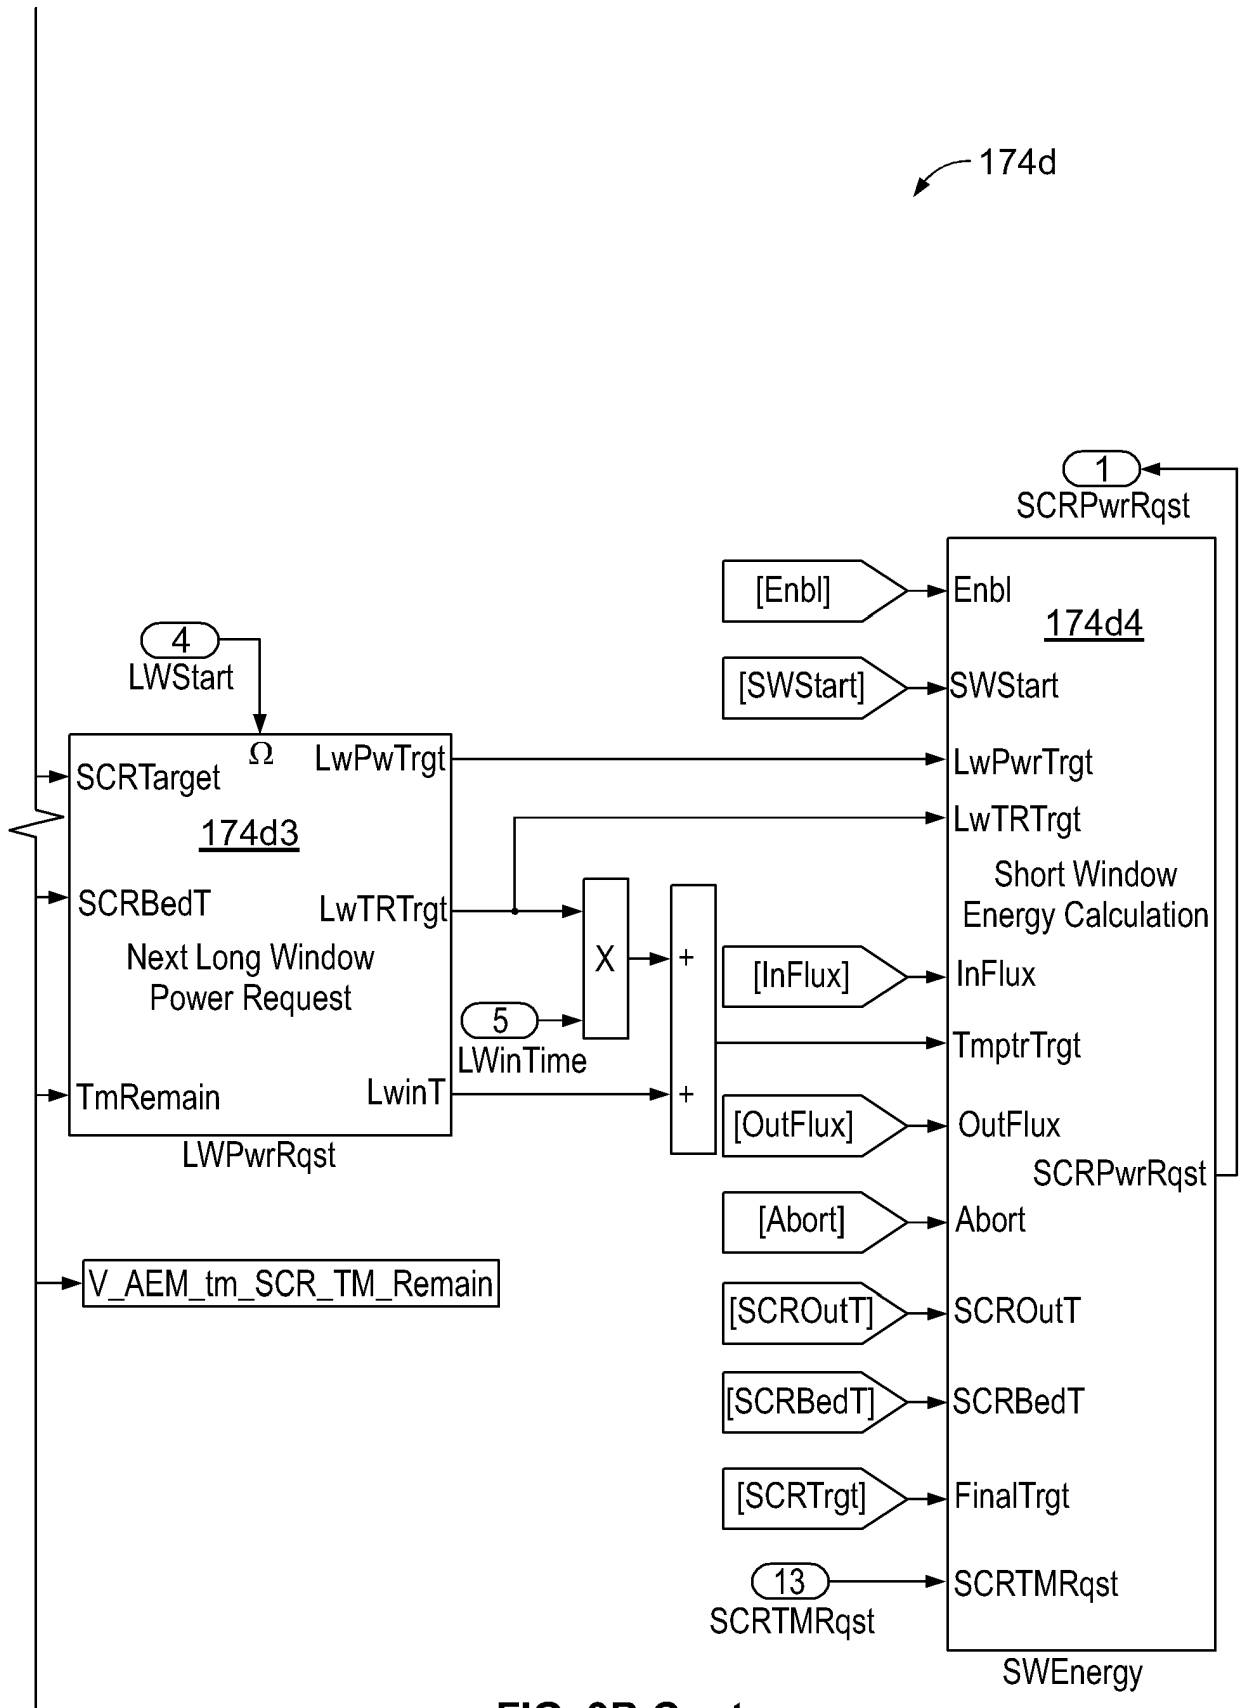 174d
1
SCRPwrRqst
[Enbl]
Enbl
174d4
4
LWStart
[SWStart]
SWStart
Ω
LwPwTrgt
LwPwrTrgt
SCRTarget
LwTRTrgt
174d3
Short Window
Energy Calculation
SCRBedT
LwTRTrgt
Next Long Window
Power Request
X
+
[InFlux]
InFlux
5
LWinTime
TmptrTrgt
TmRemain
LwinT
+
[OutFlux]
OutFlux
LWPwrRqst
SCRPwrRqst
[Abort]
Abort
V_AEM_tm_SCR_TM_Remain
[SCROutT]
SCROutT
[SCRBedT]
SCRBedT
[SCRTrgt]
FinalTrgt
13
SCRTMRqst
SCRTMRqst
SWEnergy